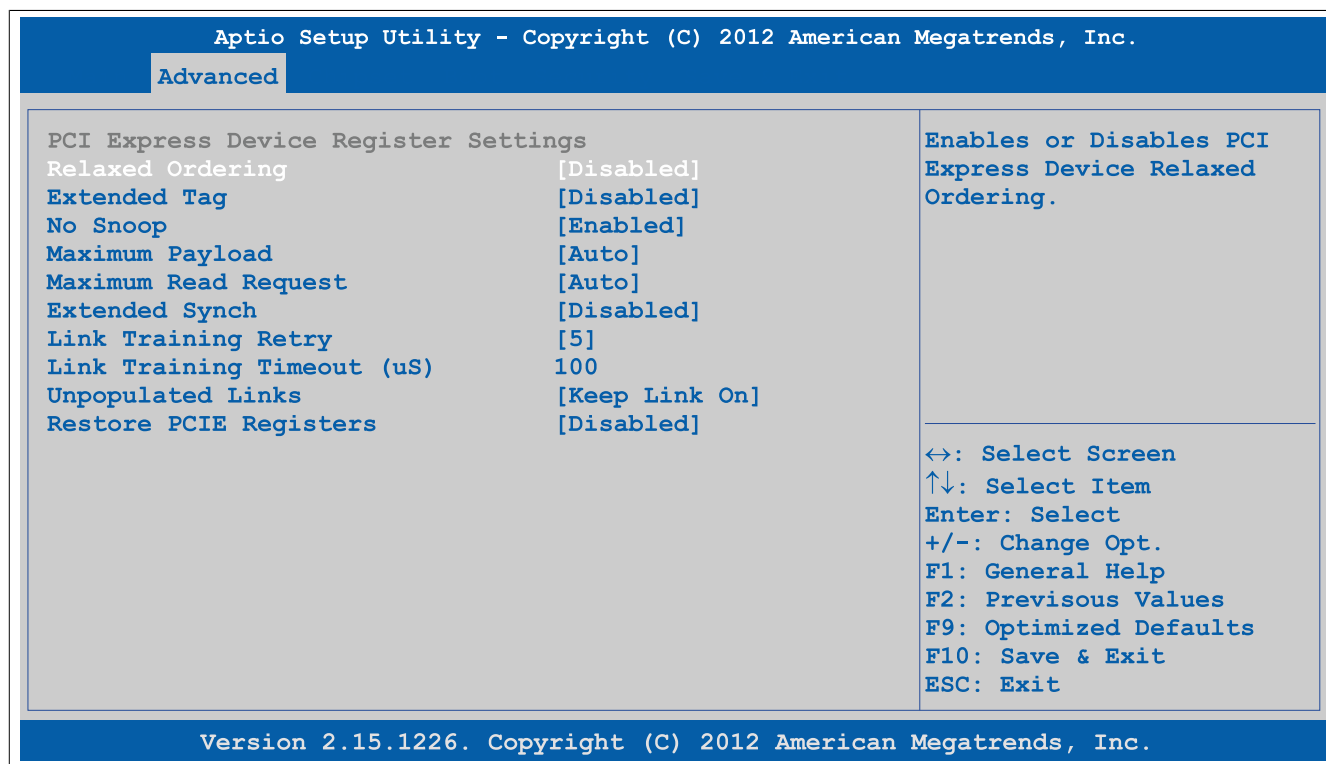 Aptio Setup Utility - Copyright (C) 2012 American Megatrends, Inc.
Advanced
PCI Express Device Register Settings
Relaxed Ordering [Disabled]
Extended Tag [Disabled]
No Snoop [Enabled]
Maximum Payload [Auto]
Maximum Read Request [Auto]
Extended Synch [Disabled]
Link Training Retry [5]
Link Training Timeout (uS) 100
Unpopulated Links [Keep Link On]
Restore PCIE Registers [Disabled]
Enables or Disables PCI
Express Device Relaxed
Ordering.
↔: Select Screen
↑↓: Select Item
Enter: Select
+/-: Change Opt.
F1: General Help
F2: Previsous Values
F9: Optimized Defaults
F10: Save & Exit
ESC: Exit
Version 2.15.1226. Copyright (C) 2012 American Megatrends, Inc.